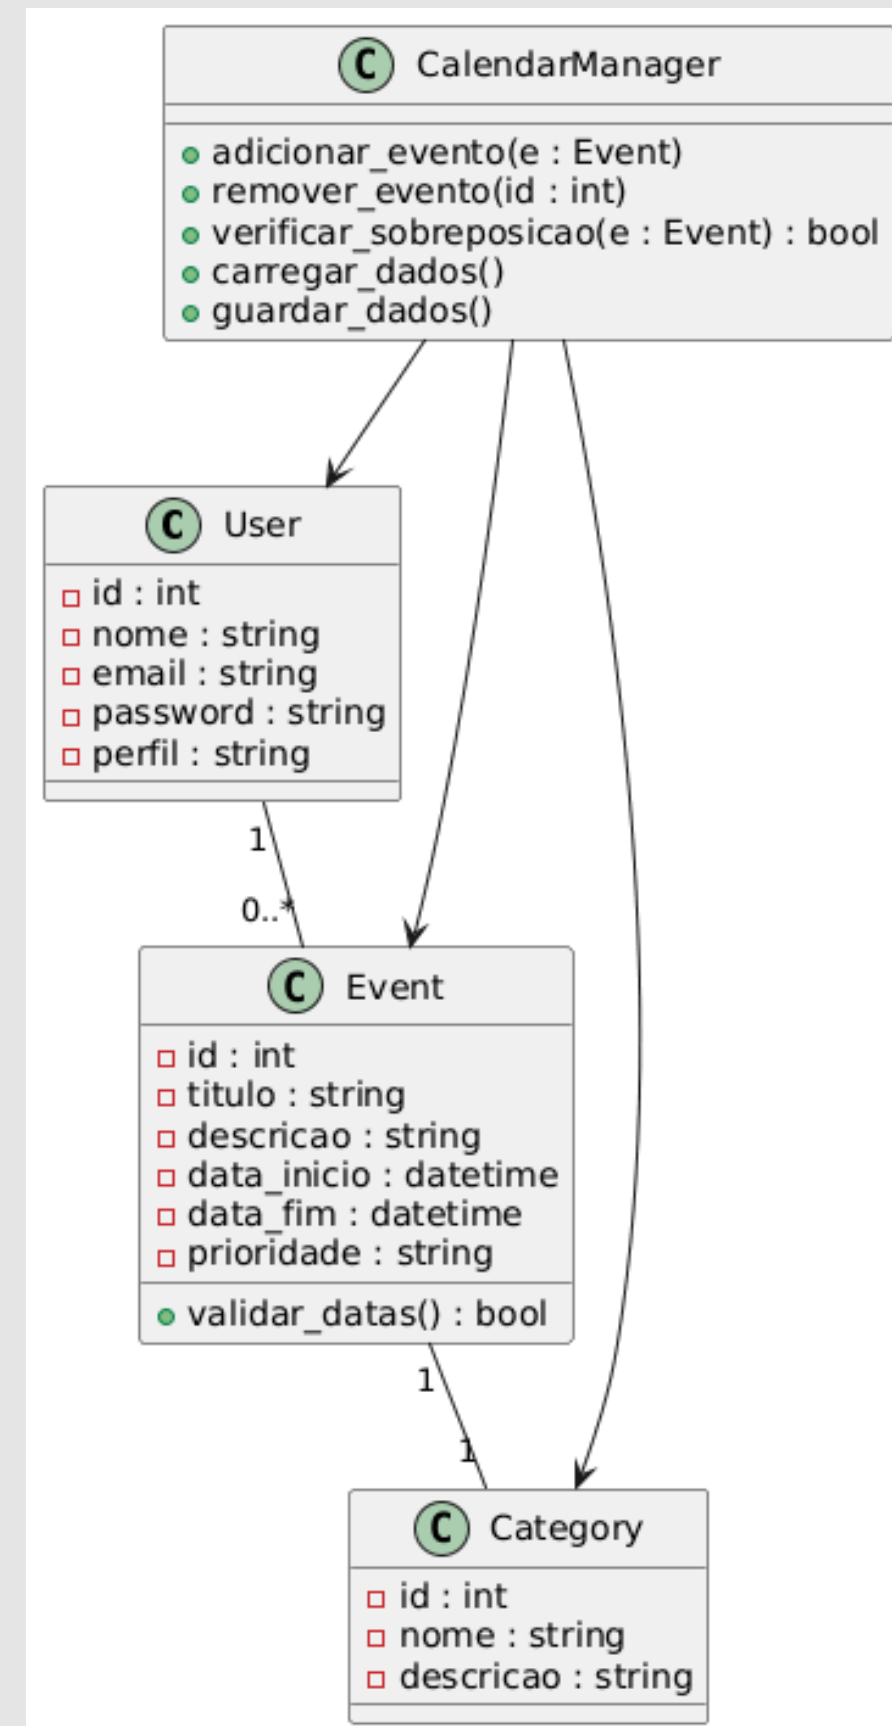 C CalendarManager
adicionar_evento(e : Event)
remover_evento(id : int)
verificar_sobreposicao(e : Event) : bool
carregar_dados()
guardar_dados()
C User
id : int
nome : string
email : string
password : string
perfil : string
1
0..*
C Event
id : int
titulo : string
descricao : string
data_inicio : datetime
data_fim : datetime
prioridade : string
validar_datas() : bool
1
1
C Category
id : int
nome : string
descricao : string